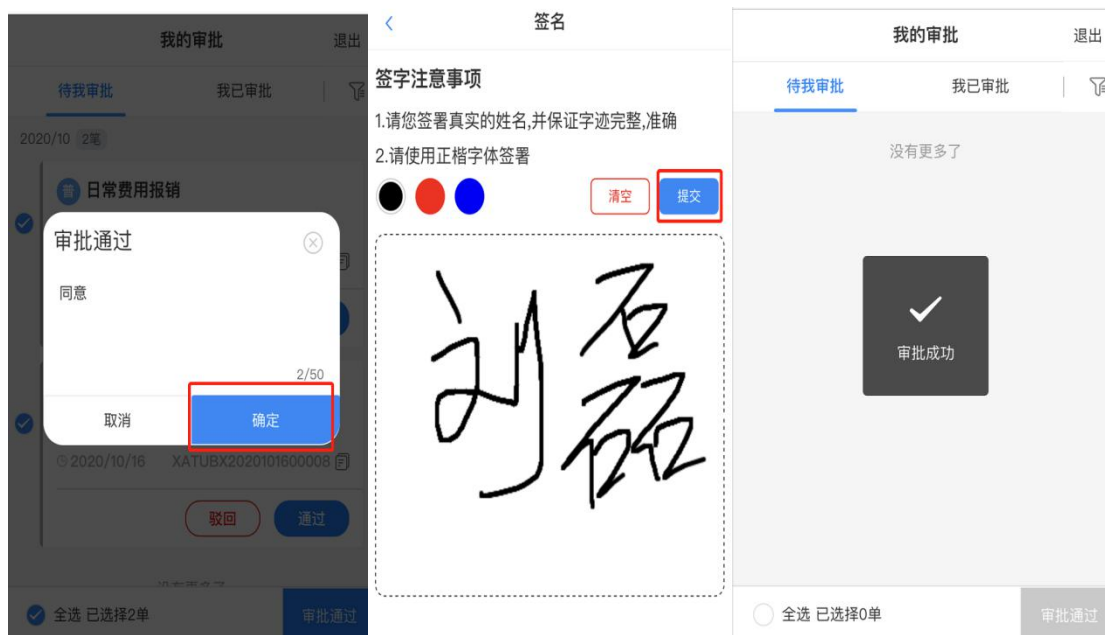 我的审批
退出
待我审批
我已审批
2020/10 2笔
普 日常费用报销
审批通过
同意
2/50
取消
确定
2020/10/16 XATUBX2020101600008
驳回
通过
没有更多了
全选 已选择2单
审批通过
签名
签字注意事项
1.请您签署真实的姓名,并保证字迹完整,准确
2.请使用正楷字体签署
清空
提交
刘磊
我的审批
退出
待我审批
我已审批
没有更多了
审批成功
全选 已选择0单
审批通过